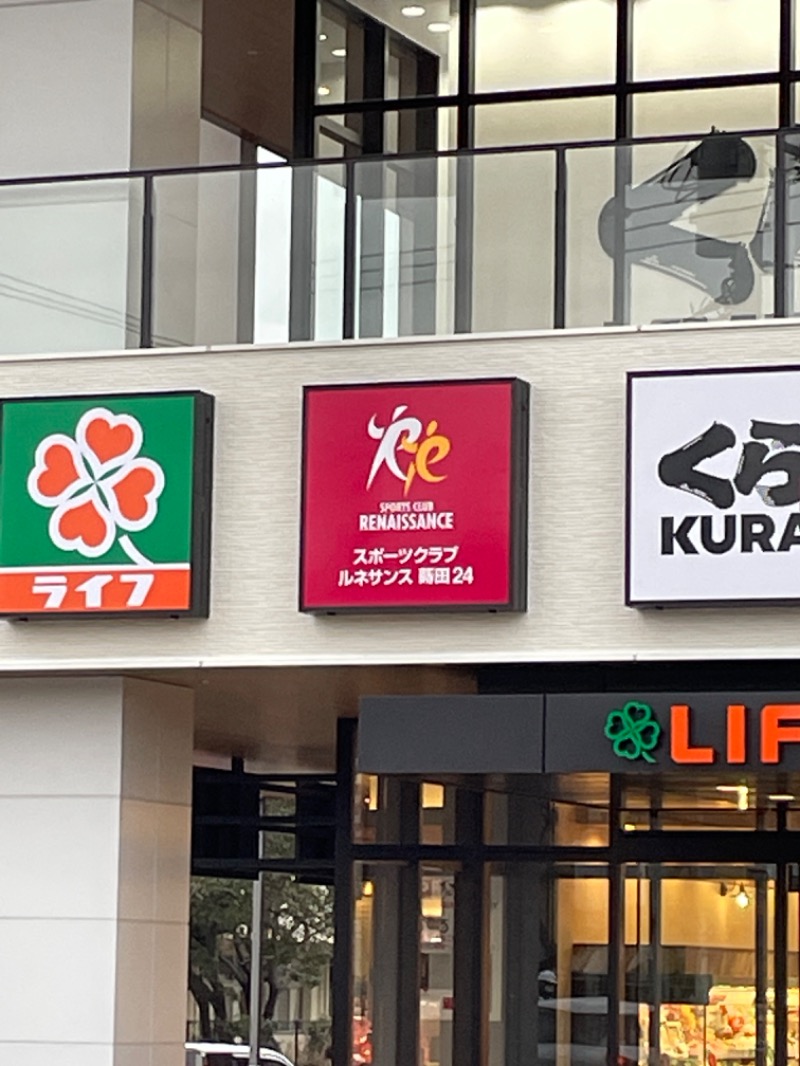 く
ライフ
SPORTS CLUB
RENAISSANCE
スポーツクラブ
ルネサンス 蒔田24
くら
KURA
LIF